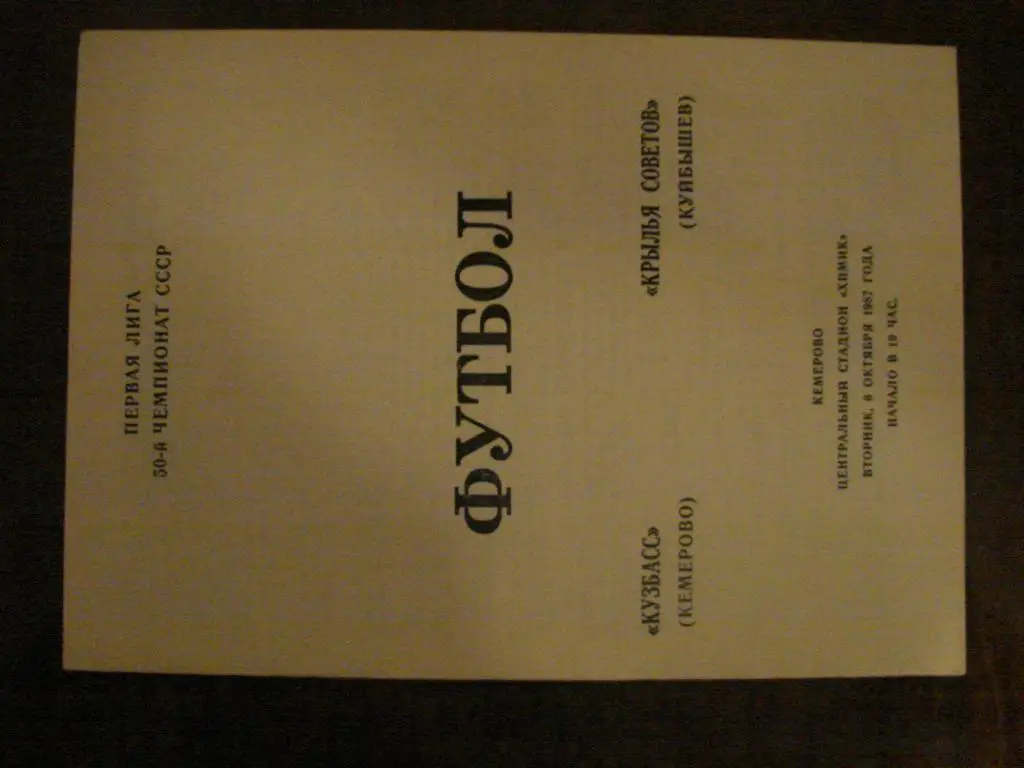 ПЕРВАЯ ЛИГА
50-й ЧЕМПИОНАТ СССР
ФУТБОЛ
«КУЗБАСС» «КРЫЛЬЯ СОВЕТОВ»
(КЕМЕРОВО) (КУЙБЫШЕВ)
КЕМЕРОВО
ЦЕНТРАЛЬНЫЙ СТАДИОН «ХИМИК»
ВТОРНИК, 6 ОКТЯБРЯ 1987 ГОДА
НАЧАЛО В 19 ЧАС.